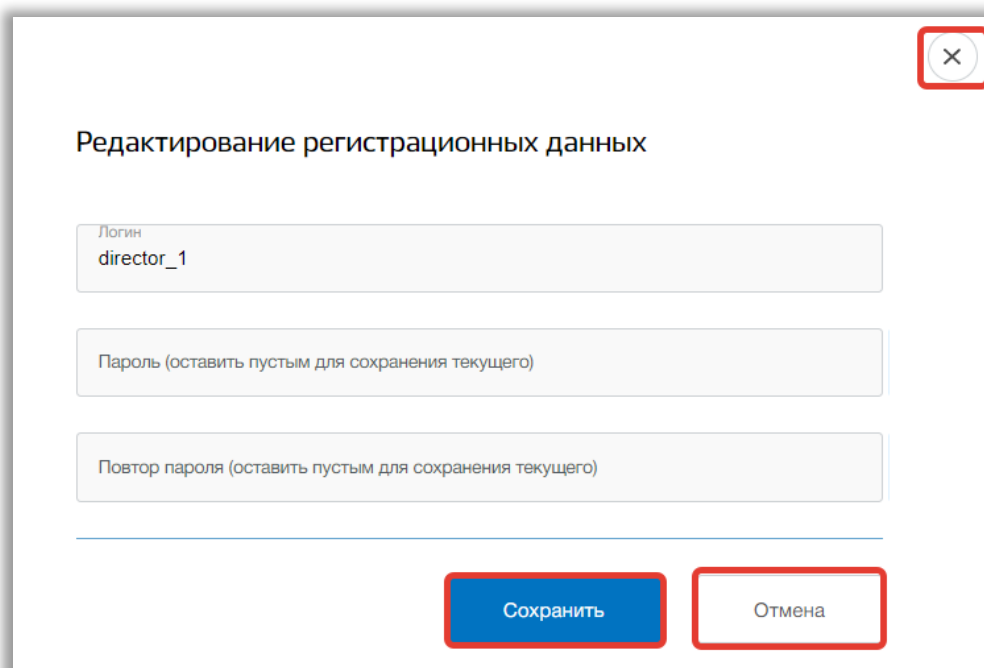 Редактирование регистрационных данных
Логин
director_1
Пароль (оставить пустым для сохранения текущего)
Повтор пароля (оставить пустым для сохранения текущего)
Сохранить
Отмена